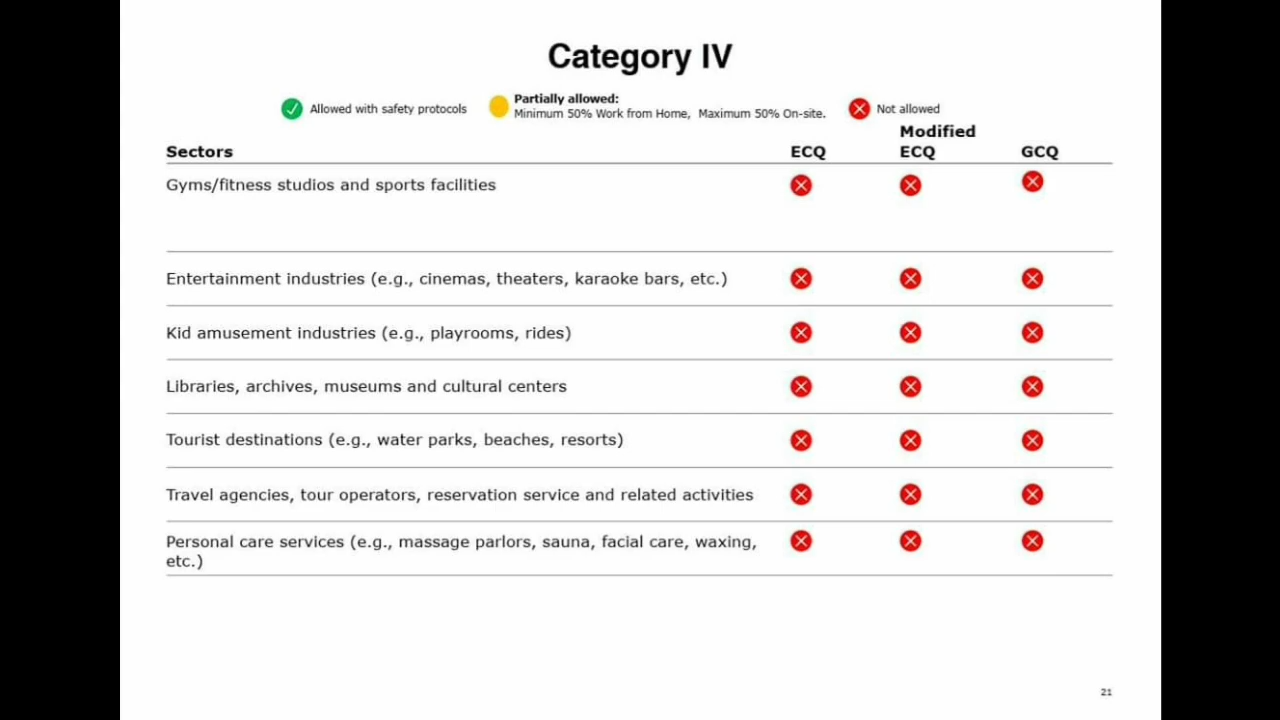 Category IV
Allowed with safety protocols
Partially allowed:
Minimum 50% Work from Home, Maximum 50% On-site.
Not allowed
Sectors
ECQ
Modified
ECQ
GCQ
Gyms/fitness studios and sports facilities
Entertainment industries (e.g., cinemas, theaters, karaoke bars, etc.)
Kid amusement industries (e.g., playrooms, rides)
Libraries, archives, museums and cultural centers
Tourist destinations (e.g., water parks, beaches, resorts)
Travel agencies, tour operators, reservation service and related activities
Personal care services (e.g., massage parlors, sauna, facial care, waxing,
etc.)
21